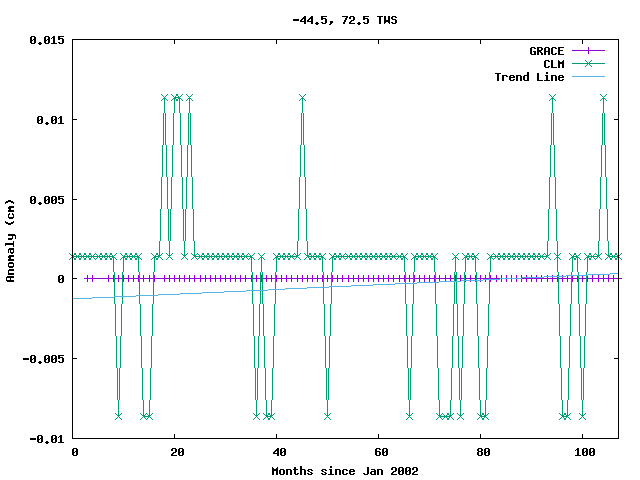 -44.5, 72.5 TWS
GRACE
CLM
Trend Line
0.015
0.01
0.005
0
-0.005
-0.01
Anomaly (cm)
0 20 40 60 80 100
Months since Jan 2002